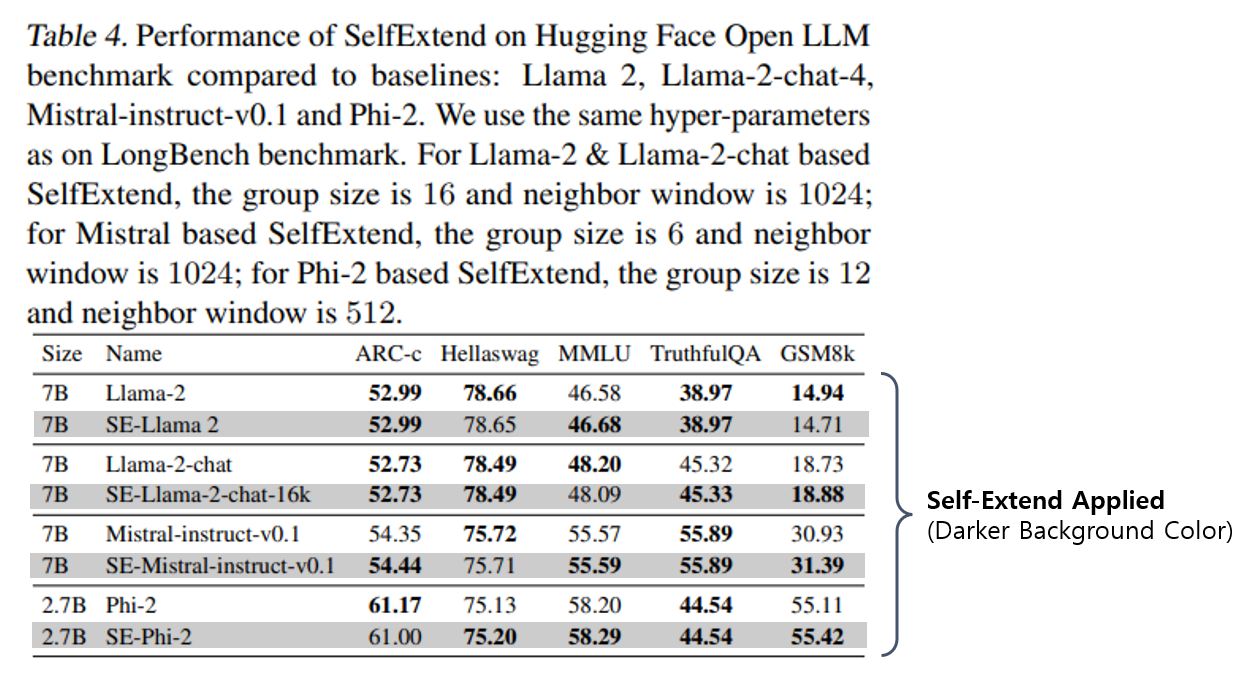 Table 4. Performance of SelfExtend on Hugging Face Open LLM
benchmark compared to baselines: Llama 2, Llama-2-chat-4,
Mistral-instruct-v0.1 and Phi-2. We use the same hyper-parameters
as on LongBench benchmark. For Llama-2 & Llama-2-chat based
SelfExtend, the group size is 16 and neighbor window is 1024;
for Mistral based SelfExtend, the group size is 6 and neighbor
window is 1024; for Phi-2 based SelfExtend, the group size is 12
and neighbor window is 512.
Size Name ARC-c Hellaswag MMLU TruthfulQA GSM8k
7B Llama-2 52.99 78.66 46.58 38.97 14.94
7B SE-Llama 2 52.99 78.65 46.68 38.97 14.71
7B Llama-2-chat 52.73 78.49 48.20 45.32 18.73
7B SE-Llama-2-chat-16k 52.73 78.49 48.09 45.33 18.88
7B Mistral-instruct-v0.1 54.35 75.72 55.57 55.89 30.93
7B SE-Mistral-instruct-v0.1 54.44 75.71 55.59 55.89 31.39
2.7B Phi-2 61.17 75.13 58.20 44.54 55.11
2.7B SE-Phi-2 61.00 75.20 58.29 44.54 55.42
Self-Extend Applied
(Darker Background Color)